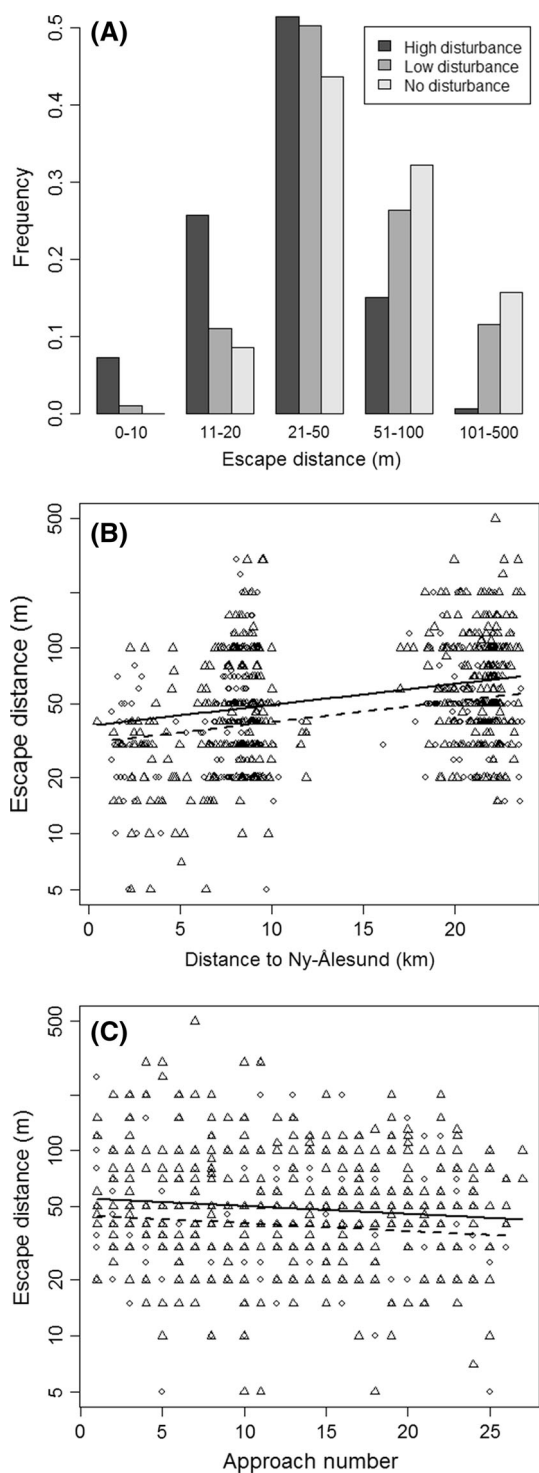 (A)
High disturbance
Low disturbance
No disturbance
Frequency
0.5
0.4
0.3
0.2
0.1
0.0
0-10 11-20 21-50 51-100 101-500
Escape distance (m)
(B)
Escape distance (m)
500
100
50
20
10
5
0 5 10 15 20
Distance to Ny-Ålesund (km)
(C)
Escape distance (m)
500
100
50
20
10
5
0 5 10 15 20 25
Approach number